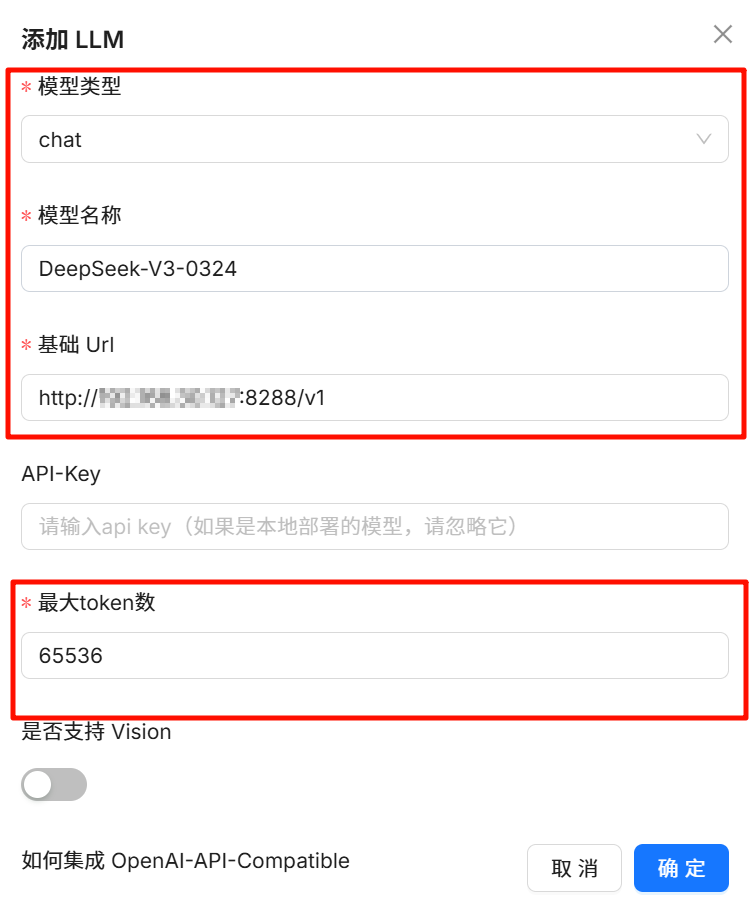 添加 LLM
* 模型类型
chat
* 模型名称
DeepSeek-V3-0324
* 基础 Url
http://:8288/v1
API-Key
请输入api key（如果是本地部署的模型，请忽略它）
* 最大token数
65536
是否支持 Vision
如何集成 OpenAI-API-Compatible
取 消
确 定